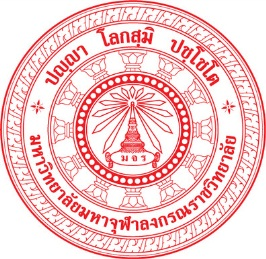 ปญฺญา โลกสฺมิ ปชฺโชโต
ม จ ร
มหาวิทยาลัยมหาจุฬาลงกรณราชวิทยาลัย